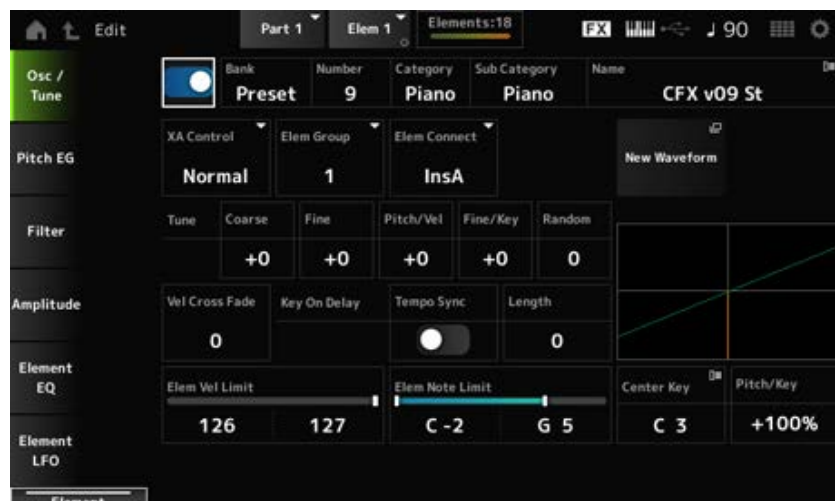 Edit
Part 1
Elem 1
Elements:18
FX
♩ 90
Osc /
Tune
Pitch EG
Filter
Amplitude
Element
EQ
Element
LFO
Element
Bank
Preset
Number
9
Category
Piano
Sub Category
Piano
Name
CFX v09 St
XA Control
Normal
Elem Group
1
Elem Connect
InsA
New Waveform
Tune
Coarse
+0
Fine
+0
Pitch/Vel
+0
Fine/Key
+0
Random
0
Vel Cross Fade
0
Key On Delay
Tempo Sync
Length
0
Elem Vel Limit
126 127
Elem Note Limit
C -2 G 5
Center Key
C 3
Pitch/Key
+100%